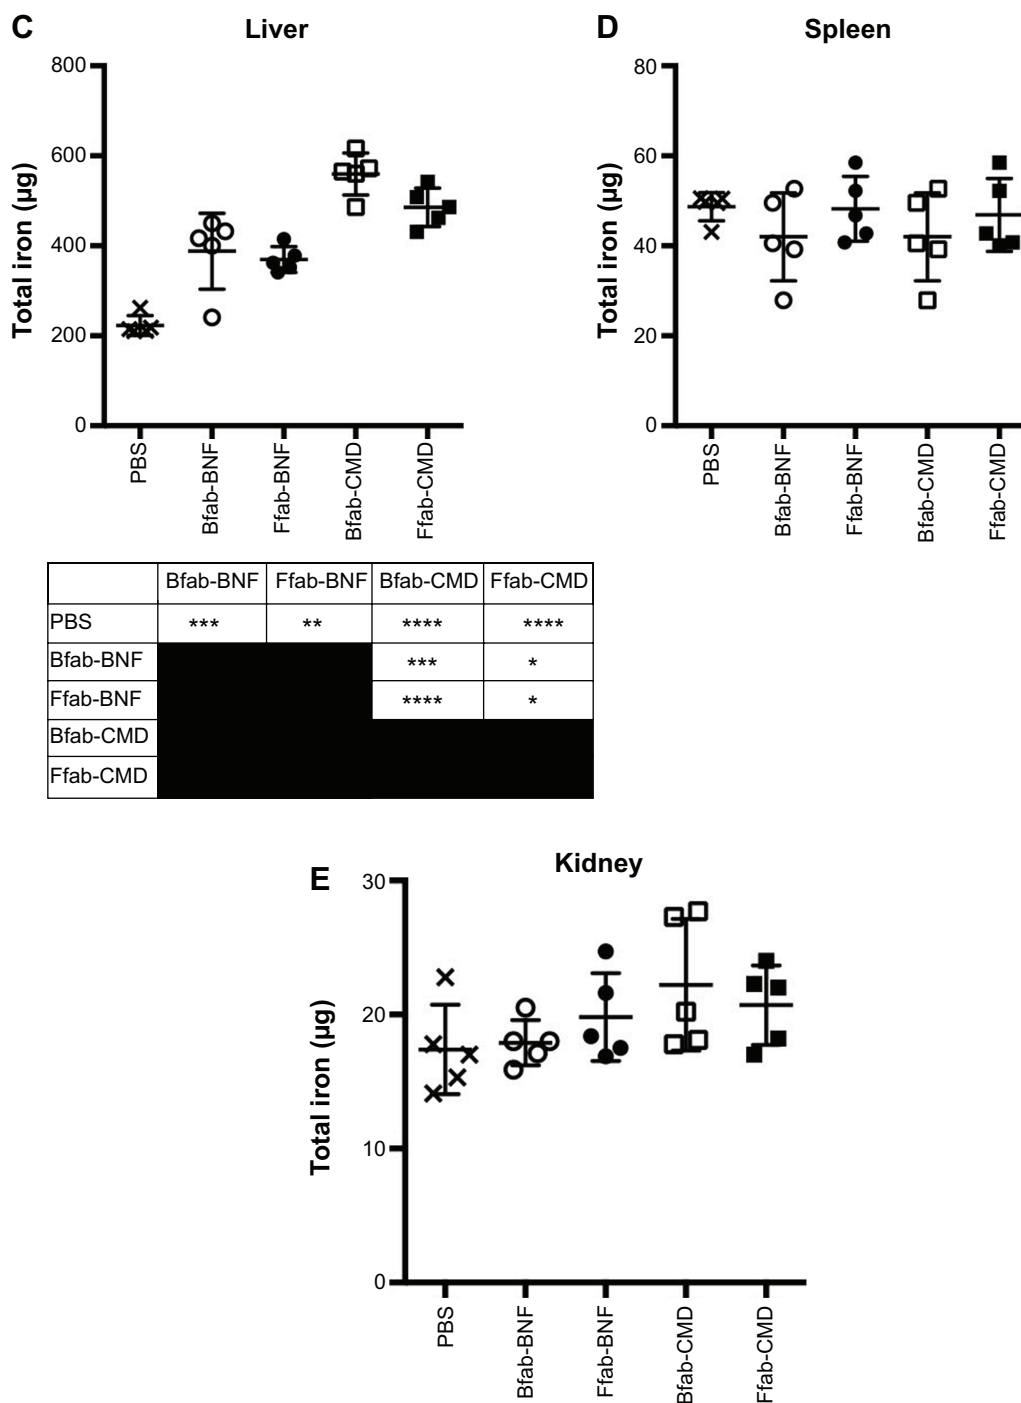 C Liver
Total iron (µg)
800
600
400
200
0
PBS
Bfab-BNF
Ffab-BNF
Bfab-CMD
Ffab-CMD
D Spleen
Total iron (µg)
80
60
40
20
0
PBS
Bfab-BNF
Ffab-BNF
Bfab-CMD
Ffab-CMD
Bfab-BNF Ffab-BNF Bfab-CMD Ffab-CMD
PBS *** ** **** ****
Bfab-BNF *** *
Ffab-BNF **** *
Bfab-CMD
Ffab-CMD
E Kidney
Total iron (µg)
30
20
10
0
PBS
Bfab-BNF
Ffab-BNF
Bfab-CMD
Ffab-CMD